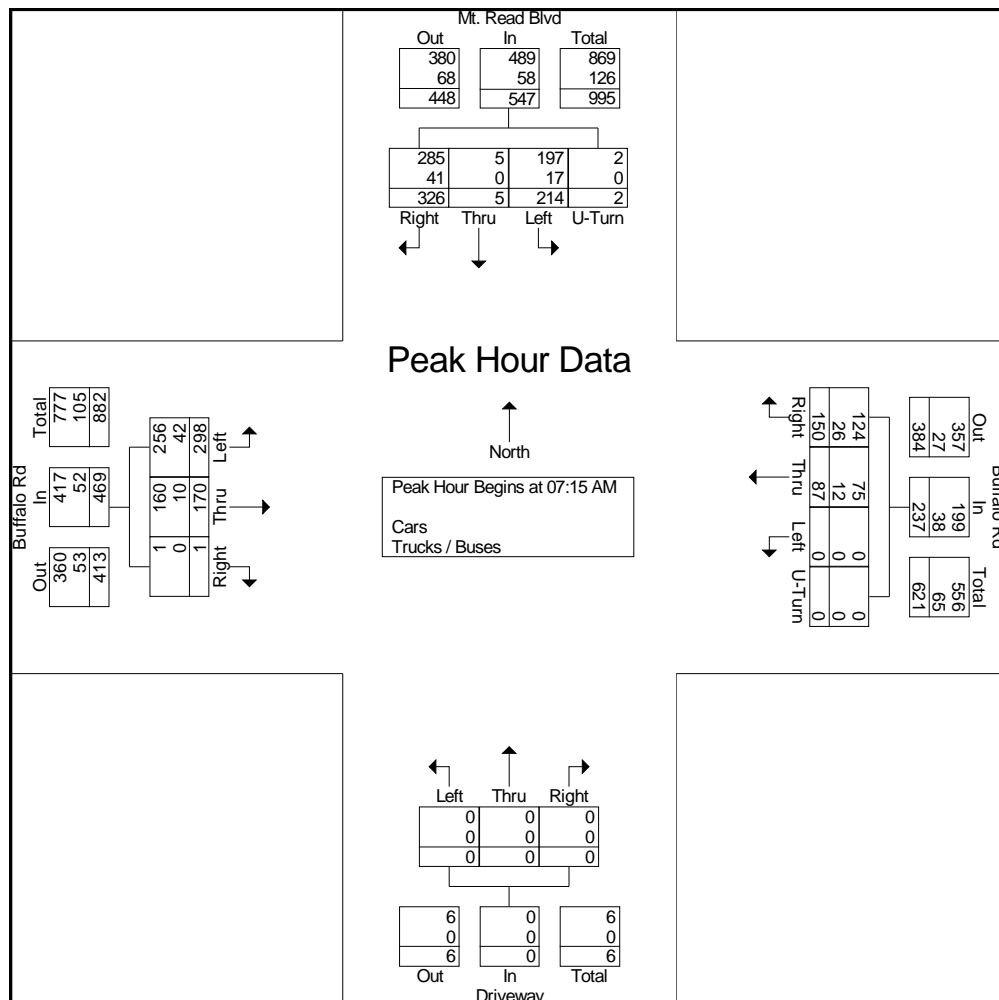 Mt. Read Blvd
Out In Total
380 489 869
68 58 126
448 547 995
285 5 197 2
41 0 17 0
326 5 214 2
Right Thru Left U-Turn
Peak Hour Data
North
Peak Hour Begins at 07:15 AM
Cars
Trucks / Buses
Buffalo Rd
Out In Total
360 417 777
53 52 105
413 469 882
Left Thru Right
256 160 1
42 10 0
298 170 1
Buffalo Rd
Out In Total
357 199 556
27 38 65
384 237 621
124 75 0 0
26 12 0 0
150 87 0 0
Right Thru Left U-Turn
Left Thru Right
0 0 0
0 0 0
0 0 0
6 0 6
0 0 0
6 0 6
Out In Total
Driveway